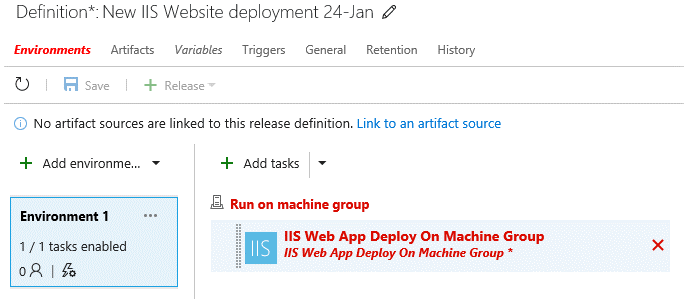 Definition*: New IIS Website deployment 24-Jan
Environments Artifacts Variables Triggers General Retention History
Save Release
No artifact sources are linked to this release definition. Link to an artifact source
Add environme... Add tasks
Environment 1 ...
1 / 1 tasks enabled
0
Run on machine group
IIS
IIS Web App Deploy On Machine Group
IIS Web App Deploy On Machine Group *